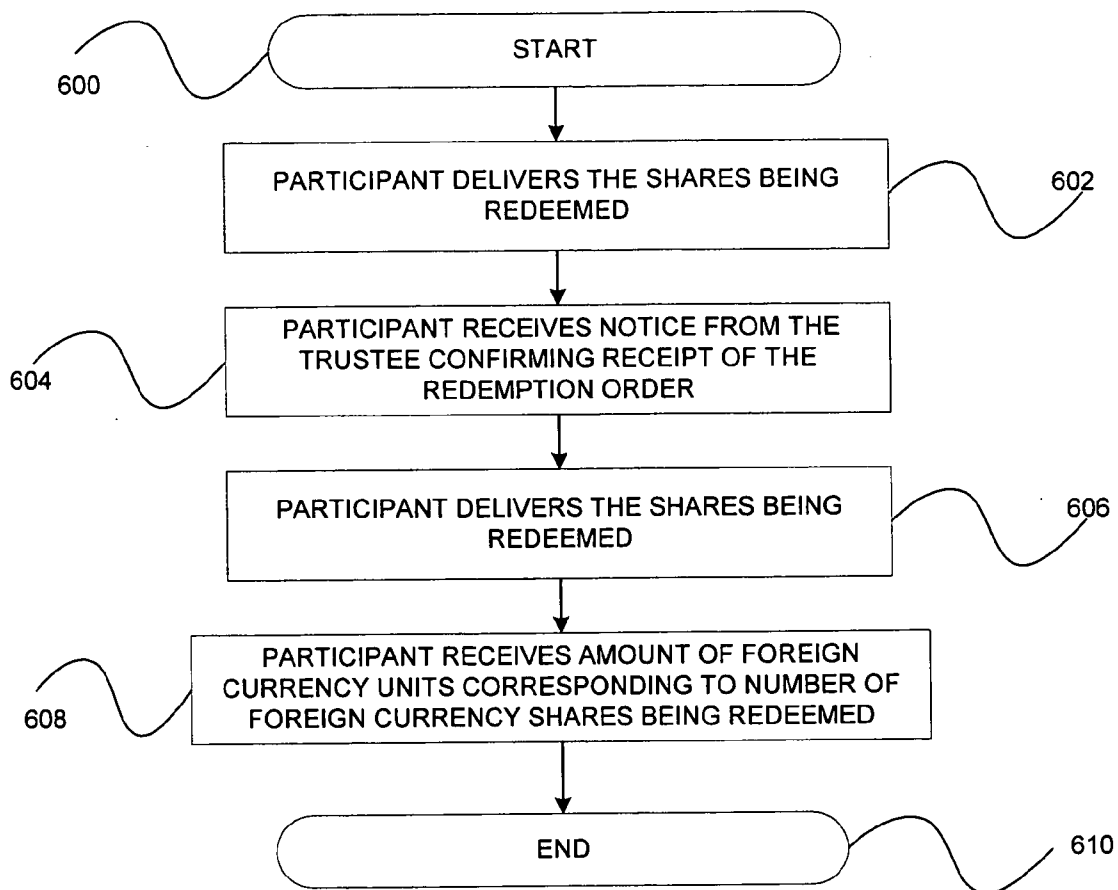 START
600
PARTICIPANT DELIVERS THE SHARES BEING
REDEEMED
602
PARTICIPANT RECEIVES NOTICE FROM THE
TRUSTEE CONFIRMING RECEIPT OF THE
REDEMPTION ORDER
604
PARTICIPANT DELIVERS THE SHARES BEING
REDEEMED
606
PARTICIPANT RECEIVES AMOUNT OF FOREIGN
CURRENCY UNITS CORRESPONDING TO NUMBER OF
FOREIGN CURRENCY SHARES BEING REDEEMED
608
END
610